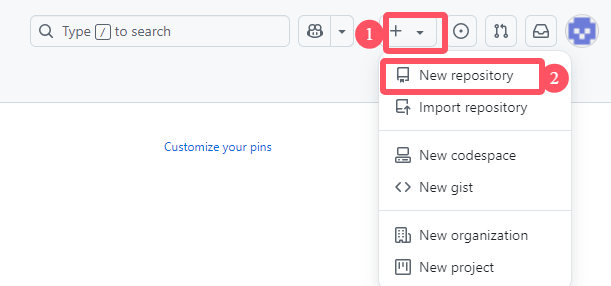 Type / to search
1
New repository
2
Import repository
Customize your pins
New codespace
New gist
New organization
New project